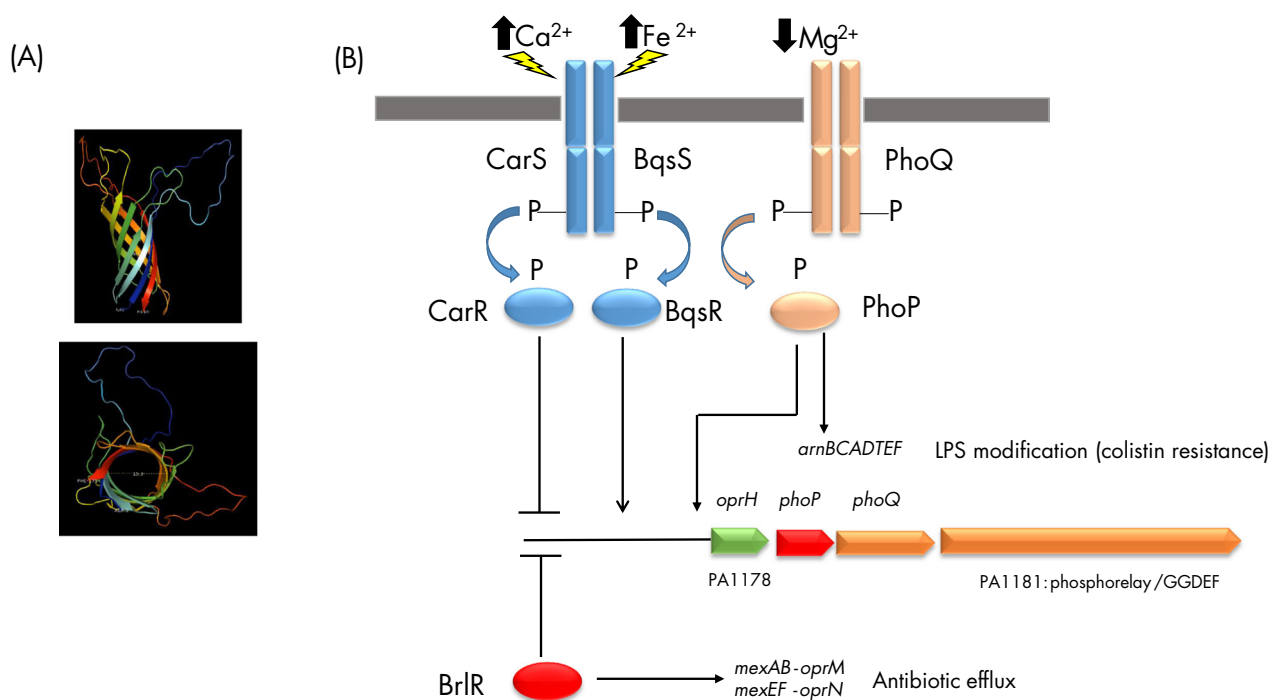 (A)
(B)
Ca2+
Fe 2+
Mg2+
CarS
BqsS
PhoQ
P
P
P
P
P
P
P
CarR
BqsR
PhoP
arnBCADTEF
LPS modification (colistin resistance)
oprH
phoP
phoQ
PA1178
PA1181: phosphorelay /GGDEF
BrlR
mexAB -oprM
mexEF -oprN
Antibiotic efflux